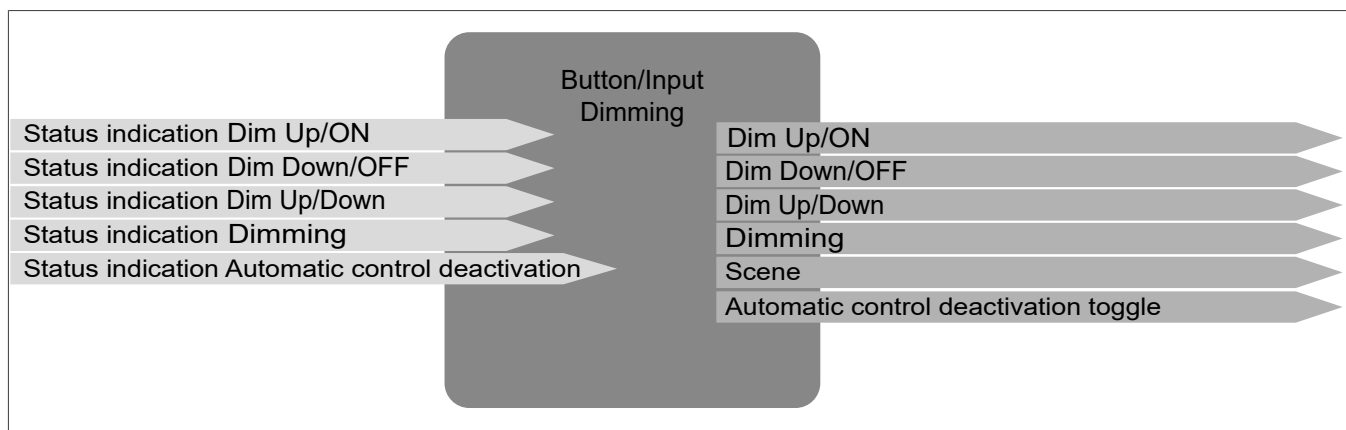 Button/Input
Dimming
Status indication Dim Up/ON
Status indication Dim Down/OFF
Status indication Dim Up/Down
Status indication Dimming
Status indication Automatic control deactivation
Dim Up/ON
Dim Down/OFF
Dim Up/Down
Dimming
Scene
Automatic control deactivation toggle